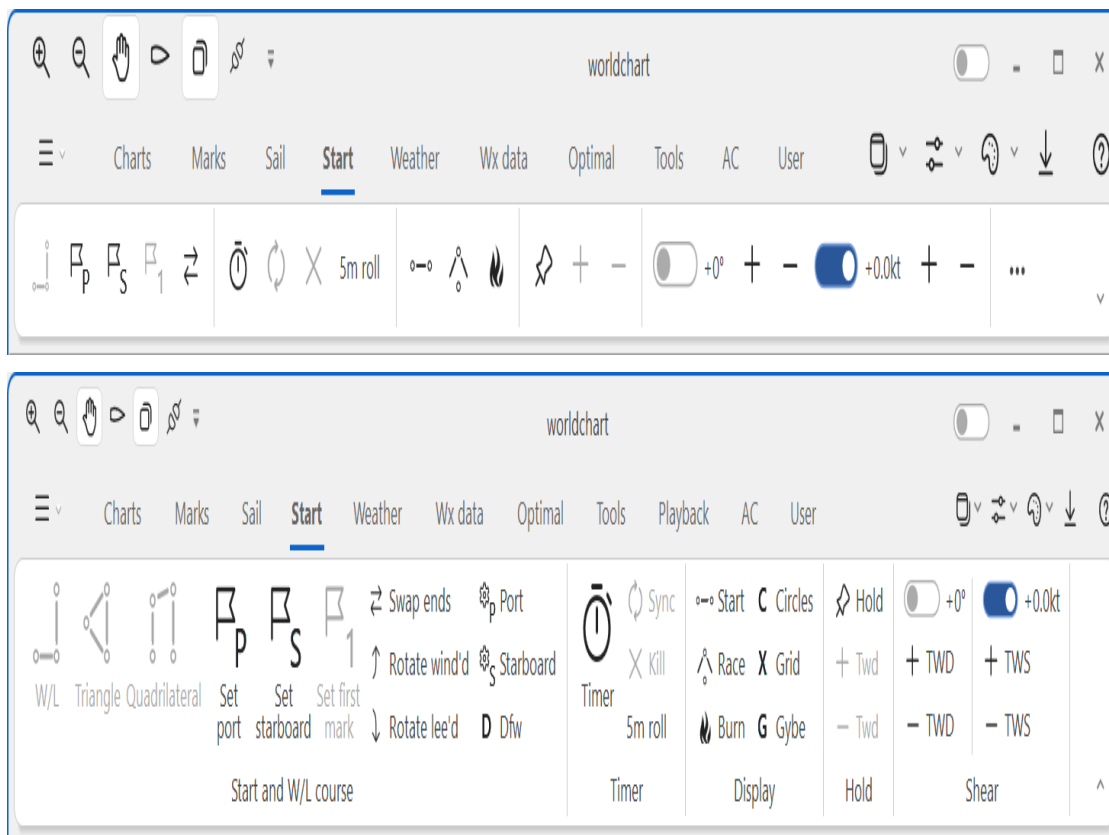 worldchart
Charts Marks Sail Start Weather Wx data Optimal Tools AC User
P S 1 5m roll +0° +0.0kt
worldchart
Charts Marks Sail Start Weather Wx data Optimal Tools Playback AC User
P S 1
Swap ends P Port Sync Start C Circles Hold +0° +0.0kt
Rotate wind'd S Starboard Kill Race X Grid + Twd + TWD + TWS
W/L Triangle Quadrilateral Set port Set starboard Set first mark Timer
Rotate lee'd D Dfw 5m roll Burn G Gybe − Twd − TWD − TWS
Start and W/L course Timer Display Hold Shear